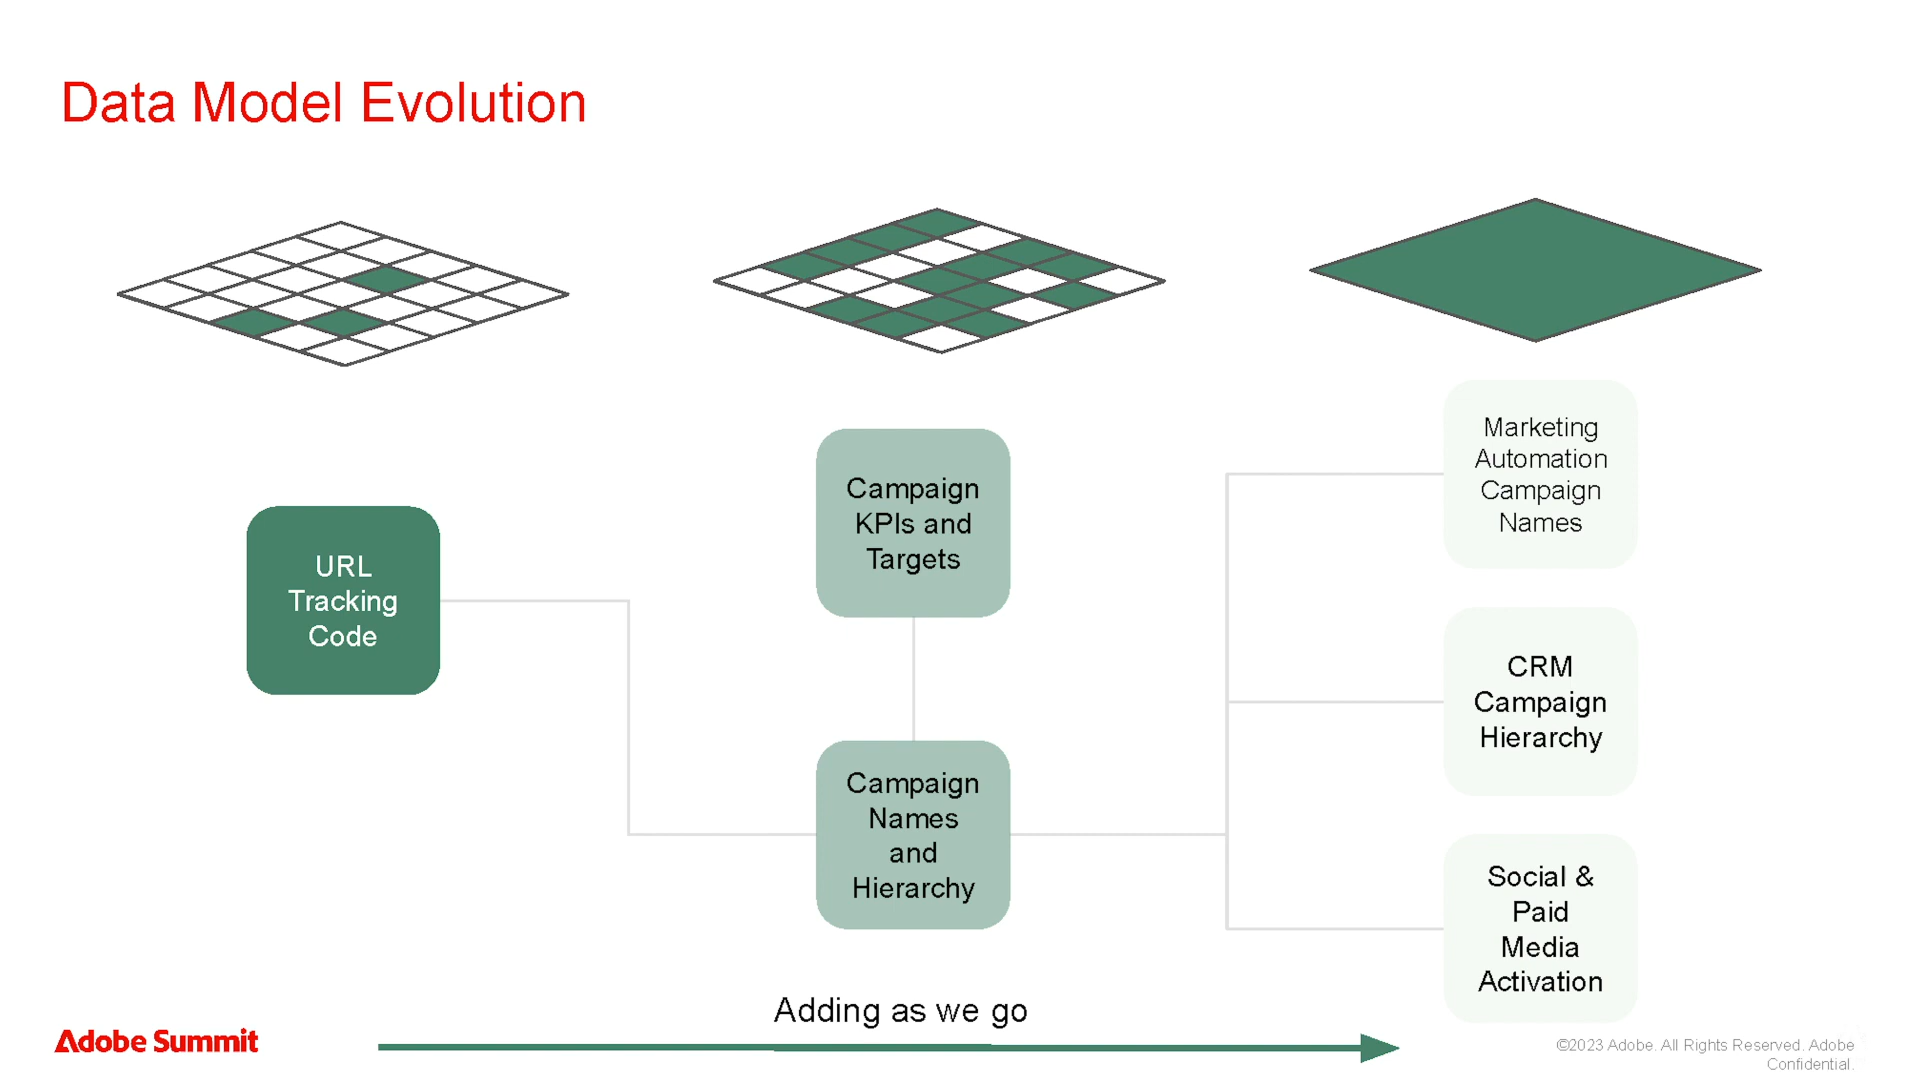 Data Model Evolution
URL
Tracking
Code
Campaign
KPIs and
Targets
Campaign
Names
and
Hierarchy
Marketing
Automation
Campaign
Names
CRM
Campaign
Hierarchy
Social &
Paid
Media
Activation
Adding as we go
Adobe Summit
©2023 Adobe. All Rights Reserved. Adobe
Confidential.